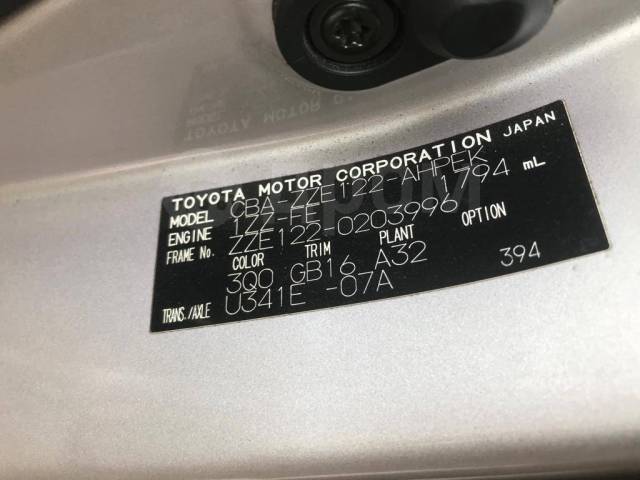 TOYOTA MOTOR CORPORATION JAPAN
MODEL CBA-ZZE122-AHPEK
ENGINE 1ZZ-FE 1794 mL
FRAME No. ZZE122-0203996
COLOR TRIM PLANT OPTION
3Q0 GB16 A32 394
TRANS./AXLE U341E -07A